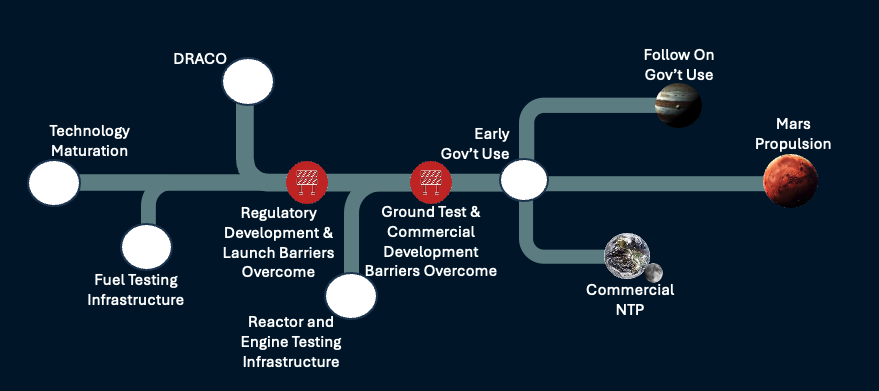 DRACO
Follow On
Gov't Use
Technology
Maturation
Early
Gov't Use
Mars
Propulsion
Regulatory
Development &
Launch Barriers
Overcome
Ground Test &
Commercial
Development
Barriers Overcome
Fuel Testing
Infrastructure
Commercial
NTP
Reactor and
Engine Testing
Infrastructure